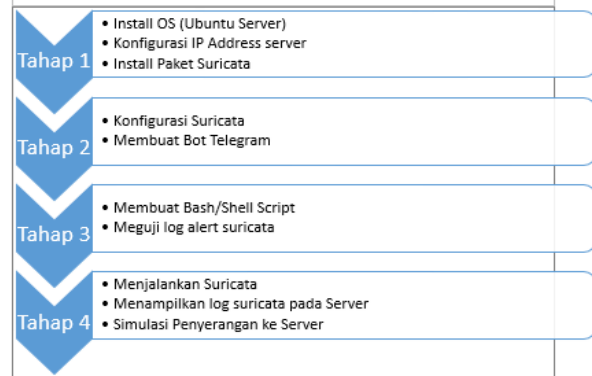 Tahap 1
• Install OS (Ubuntu Server)
• Konfigurasi IP Address server
• Install Paket Suricata
Tahap 2
• Konfigurasi Suricata
• Membuat Bot Telegram
Tahap 3
• Membuat Bash/Shell Script
• Meguji log alert suricata
Tahap 4
• Menjalankan Suricata
• Menampilkan log suricata pada Server
• Simulasi Penyerangan ke Server